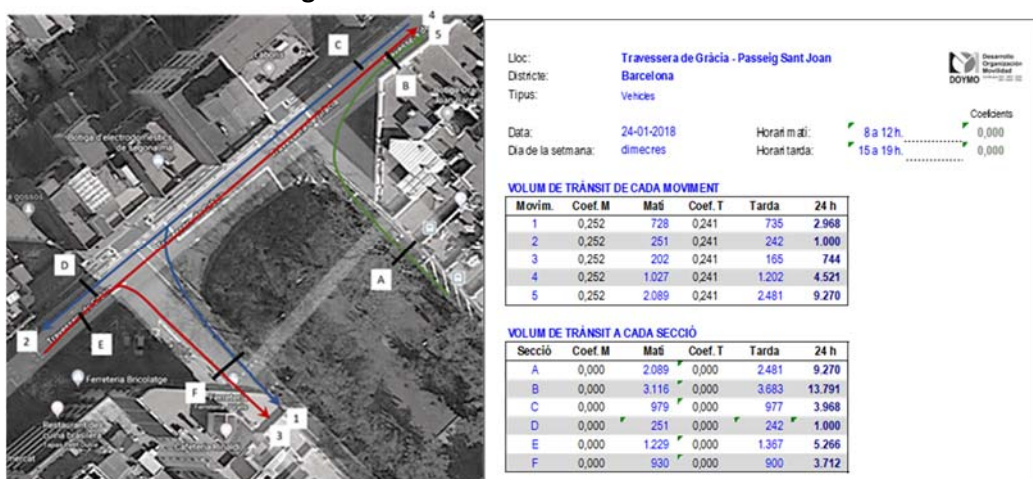 C
4
5
B
A
D
2
E
F
1
3
Botiga d'electrodomèstics
de segona mà
Ferreteria Bricolatge
Lloc: Travessera de Gràcia - Passeig Sant Joan
Districte: Barcelona
Tipus: Vehicles
DOYMO Desarrollo Organización Movilidad
Coeficients
Data: 24-01-2018 Horari matí: 8 a 12 h. 0,000
Dia de la setmana: dimecres Horari tarda: 15 a 19 h. 0,000
VOLUM DE TRÀNSIT DE CADA MOVIMENT
Movim. Coef. M Matí Coef. T Tarda 24 h
1 0,252 728 0,241 735 2.968
2 0,252 251 0,241 242 1.000
3 0,252 202 0,241 165 744
4 0,252 1.027 0,241 1.202 4.521
5 0,252 2.089 0,241 2.481 9.270
VOLUM DE TRÀNSIT A CADA SECCIÓ
Secció Coef. M Matí Coef. T Tarda 24 h
A 0,000 2.089 0,000 2.481 9.270
B 0,000 3.116 0,000 3.683 13.791
C 0,000 979 0,000 977 3.968
D 0,000 251 0,000 242 1.000
E 0,000 1.229 0,000 1.367 5.266
F 0,000 930 0,000 900 3.712